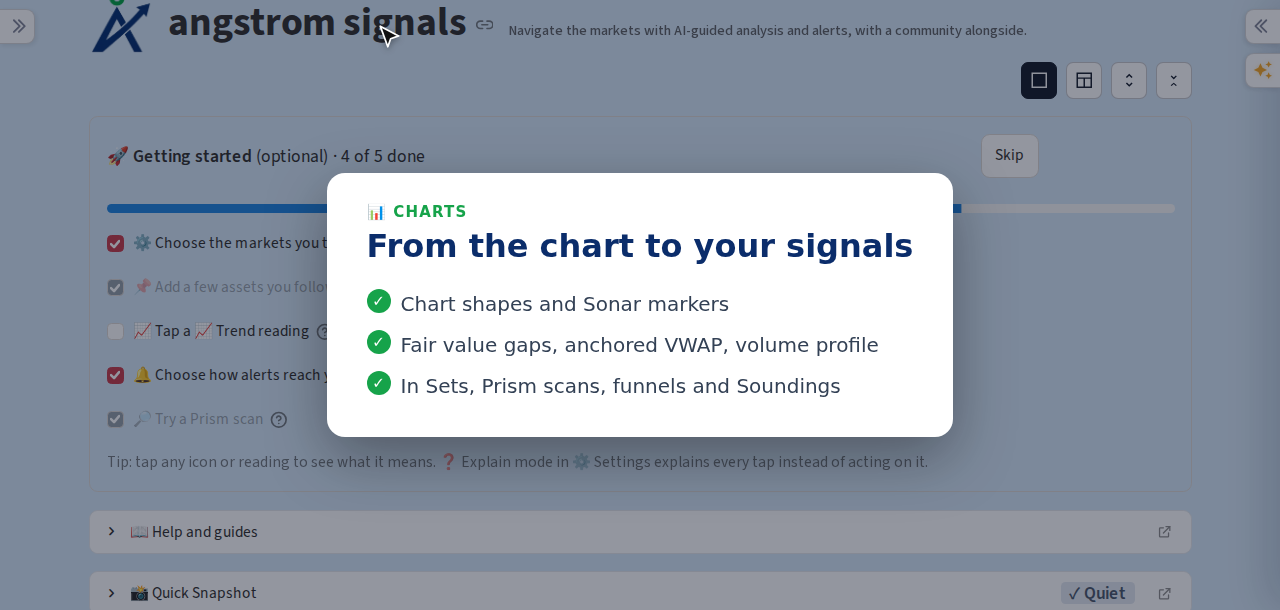 angstrom signals
Navigate the markets with AI-guided analysis and alerts, with a community alongside.
🚀 Getting started (optional) · 4 of 5 done
Skip
⚙️ Choose the markets you t
📌 Add a few assets you follow
📈 Tap a 📈 Trend reading
🔔 Choose how alerts reach y
🔎 Try a Prism scan
📊 CHARTS
From the chart to your signals
Chart shapes and Sonar markers
Fair value gaps, anchored VWAP, volume profile
In Sets, Prism scans, funnels and Soundings
Tip: tap any icon or reading to see what it means. ❓ Explain mode in ⚙️ Settings explains every tap instead of acting on it.
📖 Help and guides
📸 Quick Snapshot
✓ Quiet